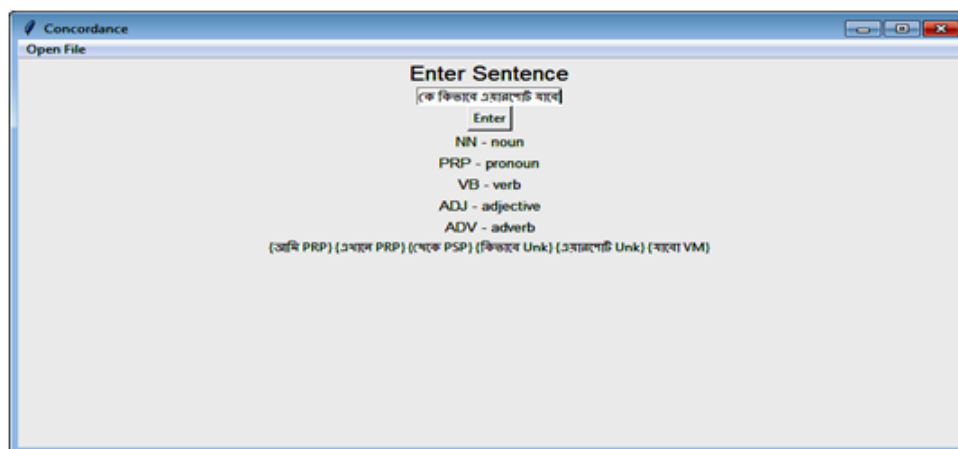 Concordance
Open File
Enter Sentence
কে কিভাবে এয়ারপোর্ট যাবো
Enter
NN - noun
PRP - pronoun
VB - verb
ADJ - adjective
ADV - adverb
{আমি PRP} {এখানে PRP} {থেকে PSP} {কিভাবে Unk} {এয়ারপোর্ট Unk} {যাবো VM}